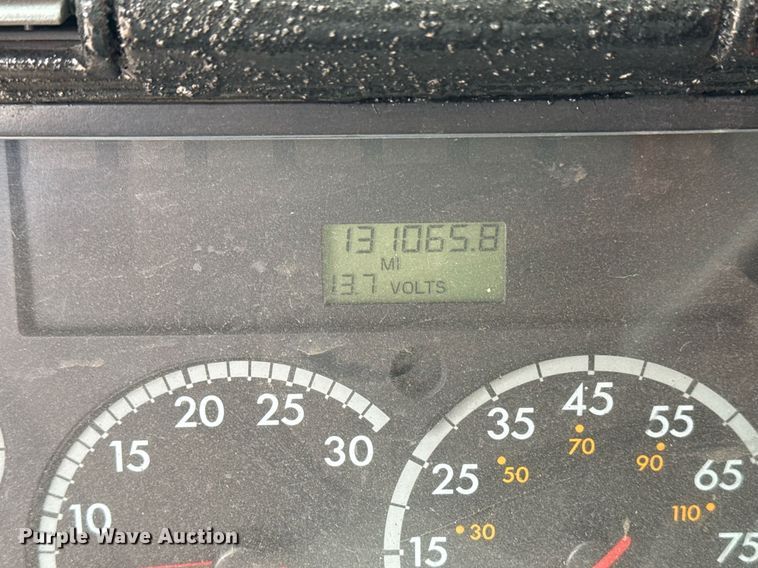 131065.8
MI
13.7 VOLTS
10 15 20 25 30
15 25 35 45 55 65 75
30 50 70 90 110
Purple Wave Auction